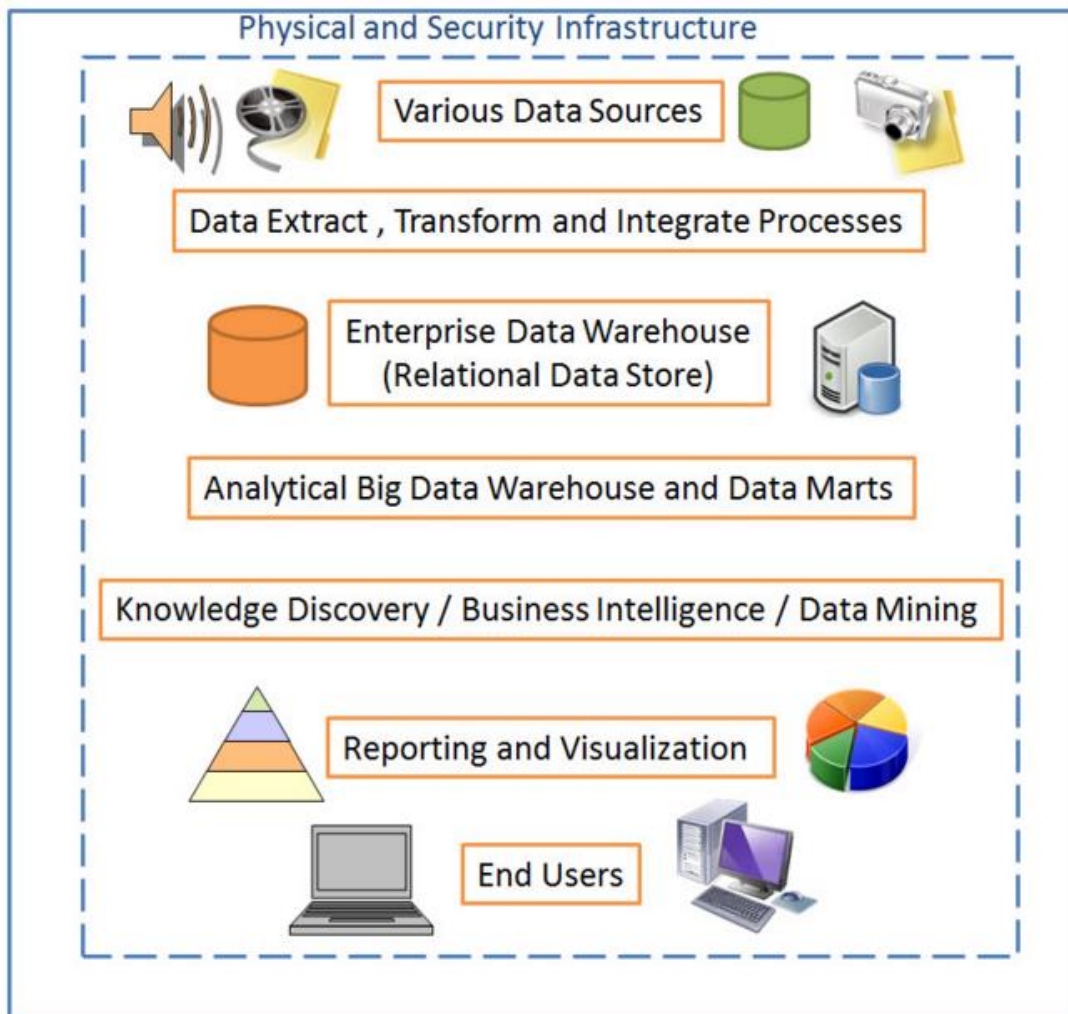 Physical and Security Infrastructure
Various Data Sources
Data Extract , Transform and Integrate Processes
Enterprise Data Warehouse
(Relational Data Store)
Analytical Big Data Warehouse and Data Marts
Knowledge Discovery / Business Intelligence / Data Mining
Reporting and Visualization
End Users